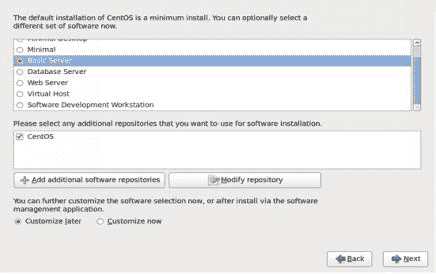 The default installation of CentOS is a minimum install. You can optionally select a
different set of software now.
Minimal Desktop
Minimal
Basic Server
Database Server
Web Server
Virtual Host
Software Development Workstation
Please select any additional repositories that you want to use for software installation.
CentOS
Add additional software repositories
Modify repository
You can further customize the software selection now, or after install via the software
management application.
Customize later
Customize now
Back
Next